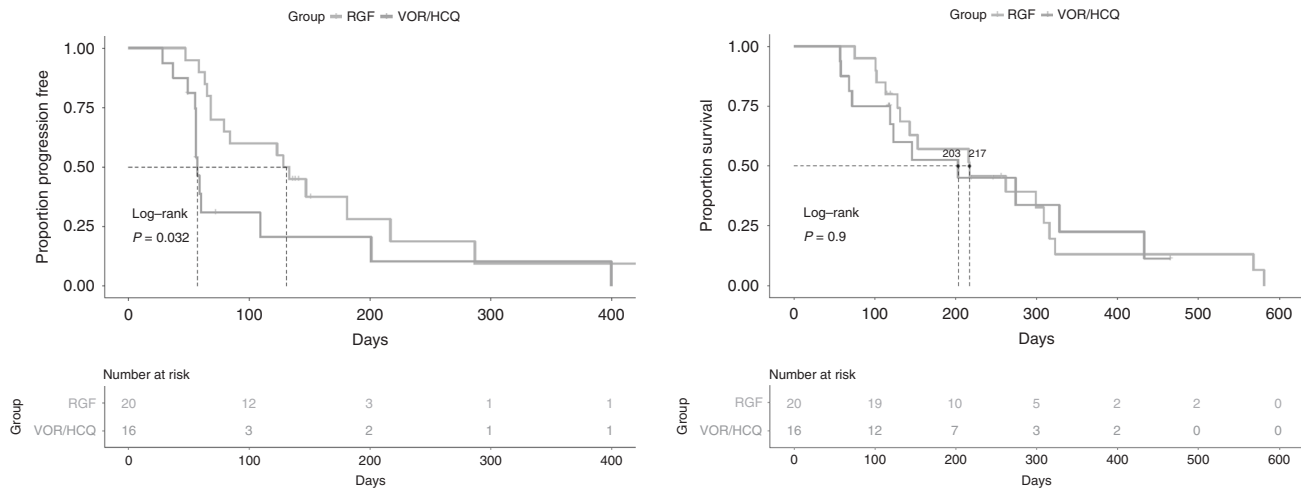 Group RGF VOR/HCQ
1.00
0.75
0.50
0.25
0.00
Proportion progression free
Log–rank
P = 0.032
0 100 200 300 400
Days
Number at risk
Group
RGF 20 12 3 1 1
VOR/HCQ 16 3 2 1 1
0 100 200 300 400
Days
Group RGF VOR/HCQ
1.00
0.75
0.50
0.25
0.00
Proportion survival
203 217
Log–rank
P = 0.9
0 100 200 300 400 500 600
Days
Number at risk
Group
RGF 20 19 10 5 2 2 0
VOR/HCQ 16 12 7 3 2 0 0
0 100 200 300 400 500 600
Days